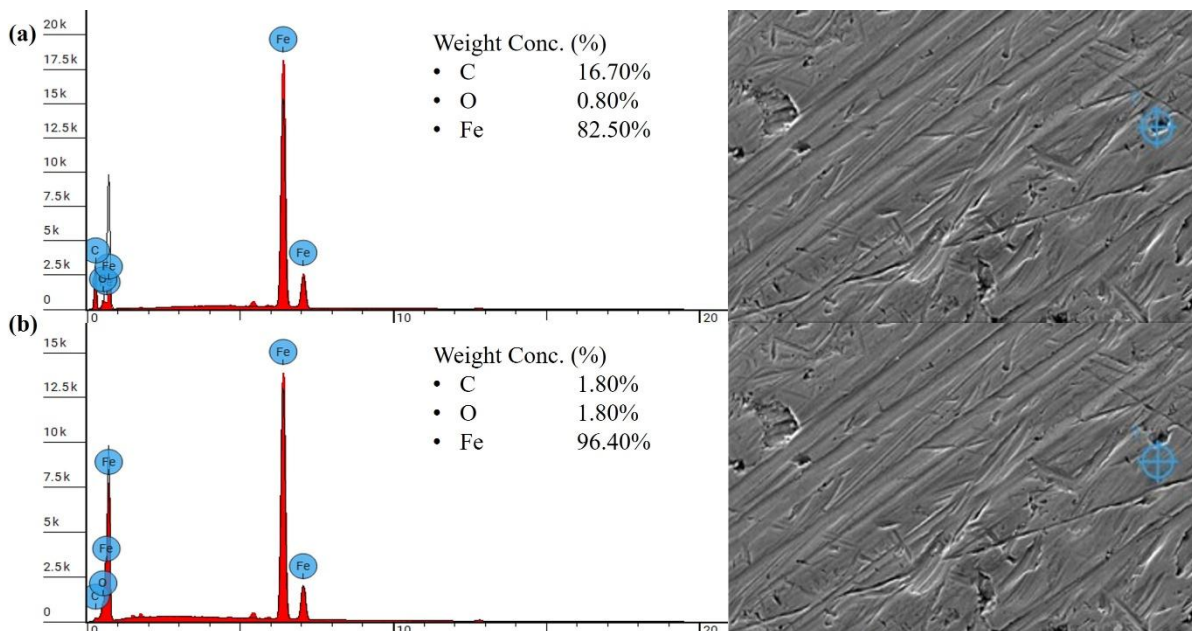 (a)
20k
17.5k
15k
12.5k
10k
7.5k
5k
2.5k
0
Fe
Fe
C
Fe
0
10
20
Weight Conc. (%)
• C 16.70%
• O 0.80%
• Fe 82.50%
(b)
15k
12.5k
10k
7.5k
5k
2.5k
0
Fe
Fe
Fe
O
C
Fe
0
10
20
Weight Conc. (%)
• C 1.80%
• O 1.80%
• Fe 96.40%